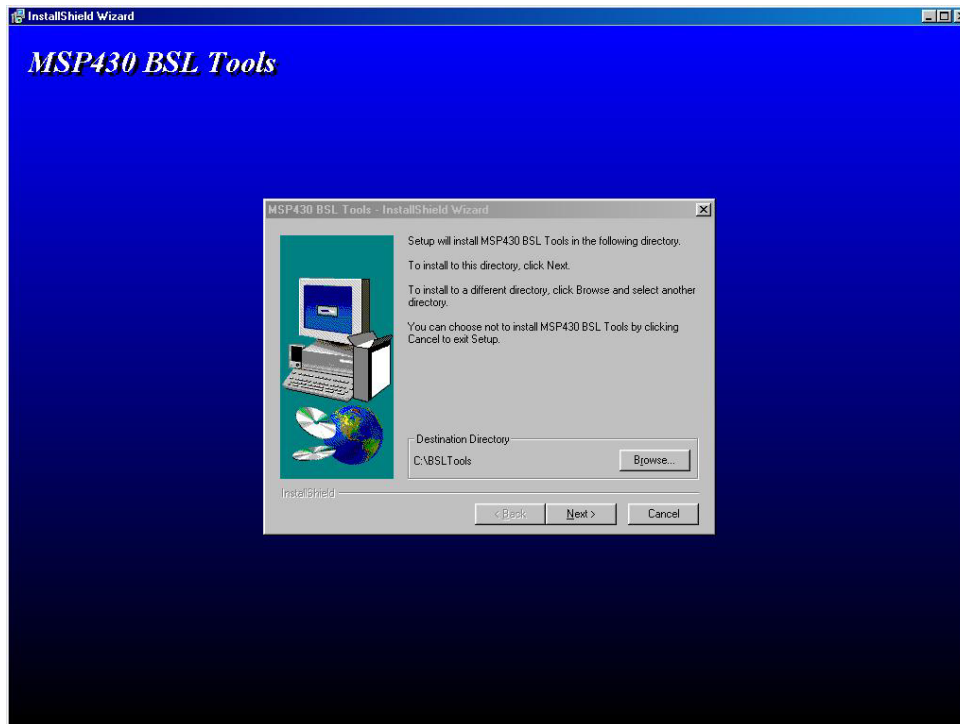 InstallShield Wizard
MSP430 BSL Tools
MSP430 BSL Tools - InstallShield Wizard
Setup will install MSP430 BSL Tools in the following directory.
To install to this directory, click Next.
To install to a different directory, click Browse and select another
directory.
You can choose not to install MSP430 BSL Tools by clicking
Cancel to exit Setup.
Destination Directory
C:\BSLTools
Browse...
InstallShield
< Back
Next >
Cancel